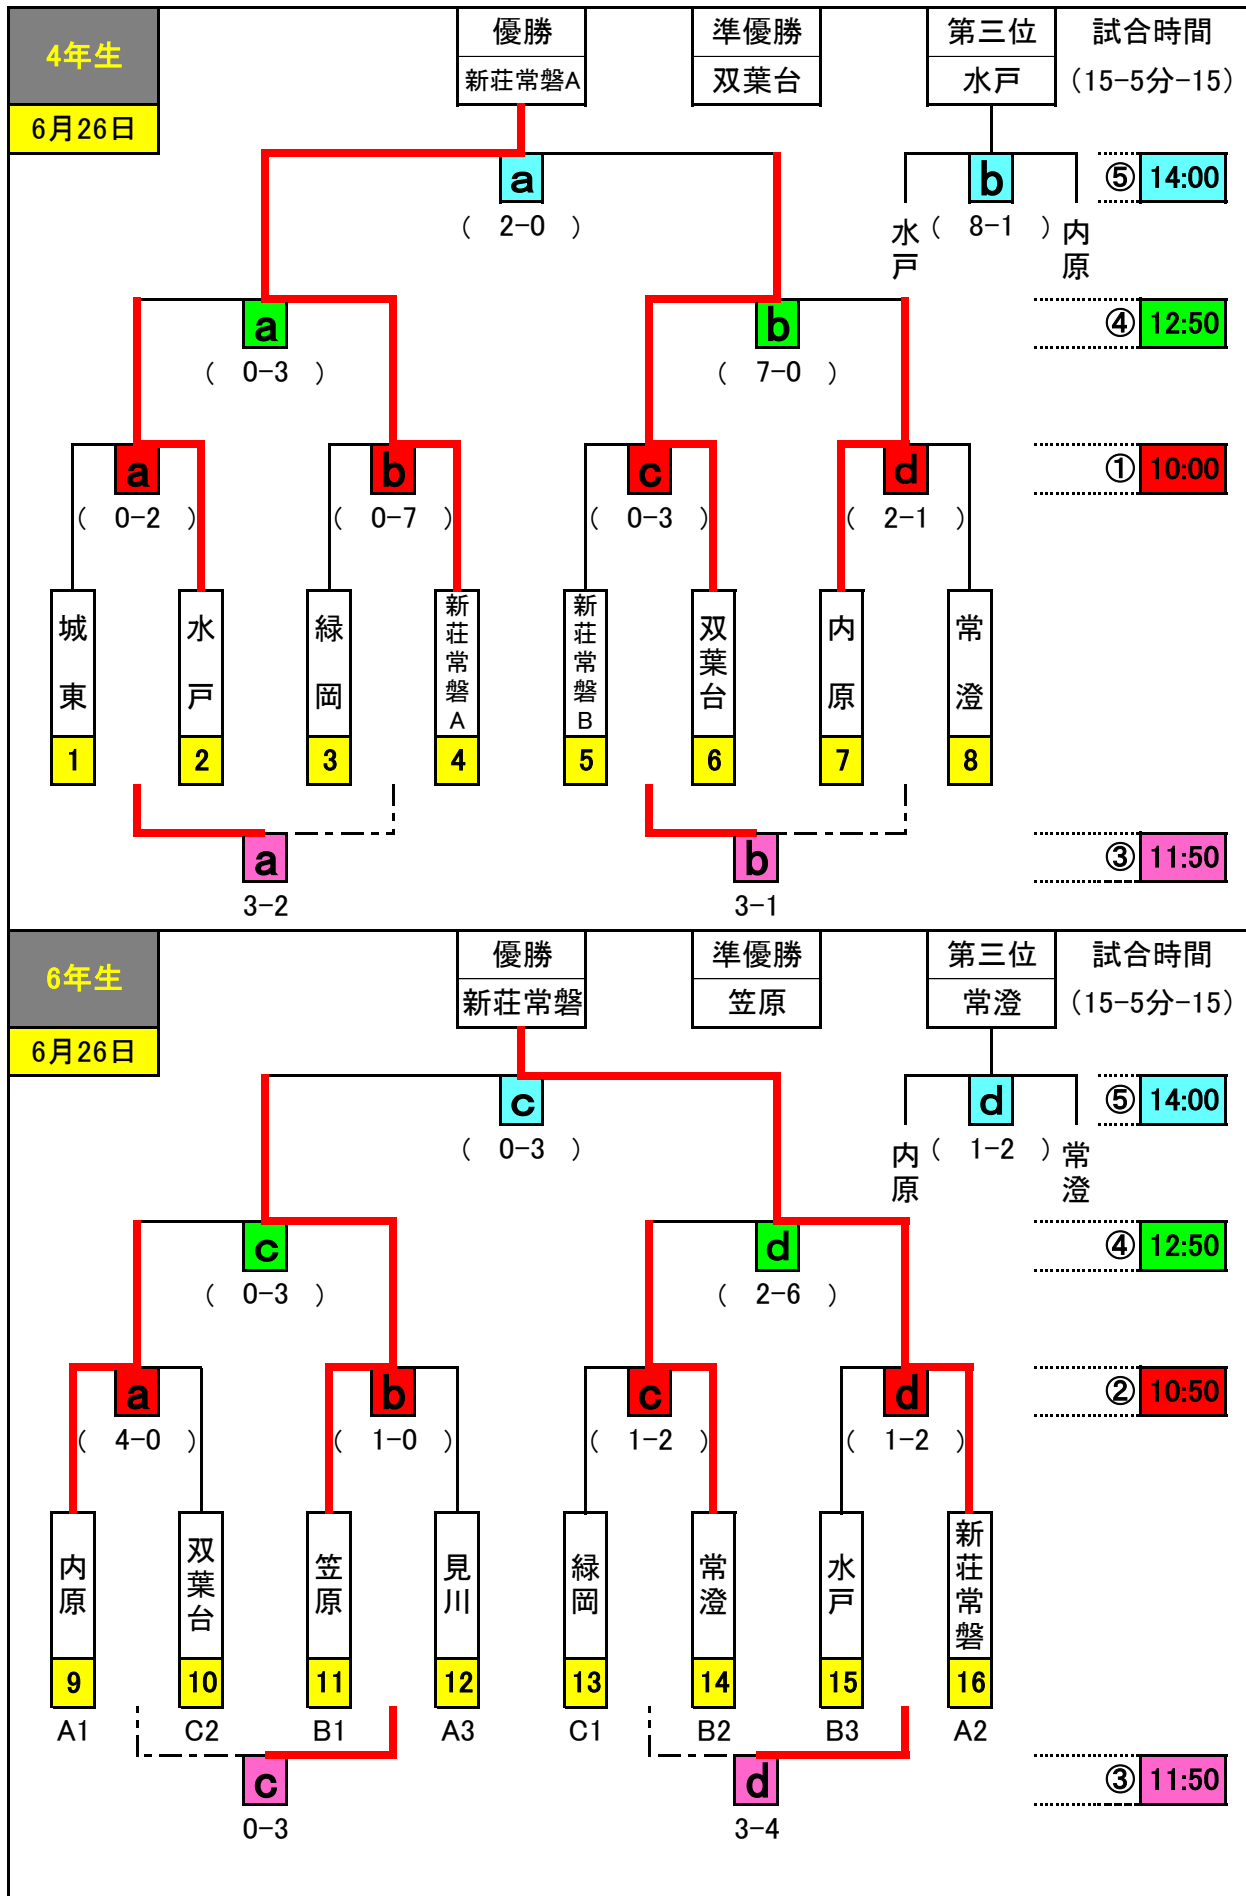 4年生
6月26日
優勝
新荘常磐A
準優勝
双葉台
第三位
水戸
試合時間
(15-5分-15)
a
( 2-0 )
b
水戸 ( 8-1 ) 内原
⑤ 14:00
a
( 0-3 )
b
( 7-0 )
④ 12:50
a
( 0-2 )
b
( 0-7 )
c
( 0-3 )
d
( 2-1 )
① 10:00
城東
水戸
緑岡
新荘常磐A
新荘常磐B
双葉台
内原
常澄
1 2 3 4 5 6 7 8
a
3-2
b
3-1
③ 11:50
6年生
6月26日
優勝
新荘常磐
準優勝
笠原
第三位
常澄
試合時間
(15-5分-15)
c
( 0-3 )
d
内原 ( 1-2 ) 常澄
⑤ 14:00
c
( 0-3 )
d
( 2-6 )
④ 12:50
a
( 4-0 )
b
( 1-0 )
c
( 1-2 )
d
( 1-2 )
② 10:50
内原
双葉台
笠原
見川
緑岡
常澄
水戸
新荘常磐
9 10 11 12 13 14 15 16
A1 C2 B1 A3 C1 B2 B3 A2
c
0-3
d
3-4
③ 11:50